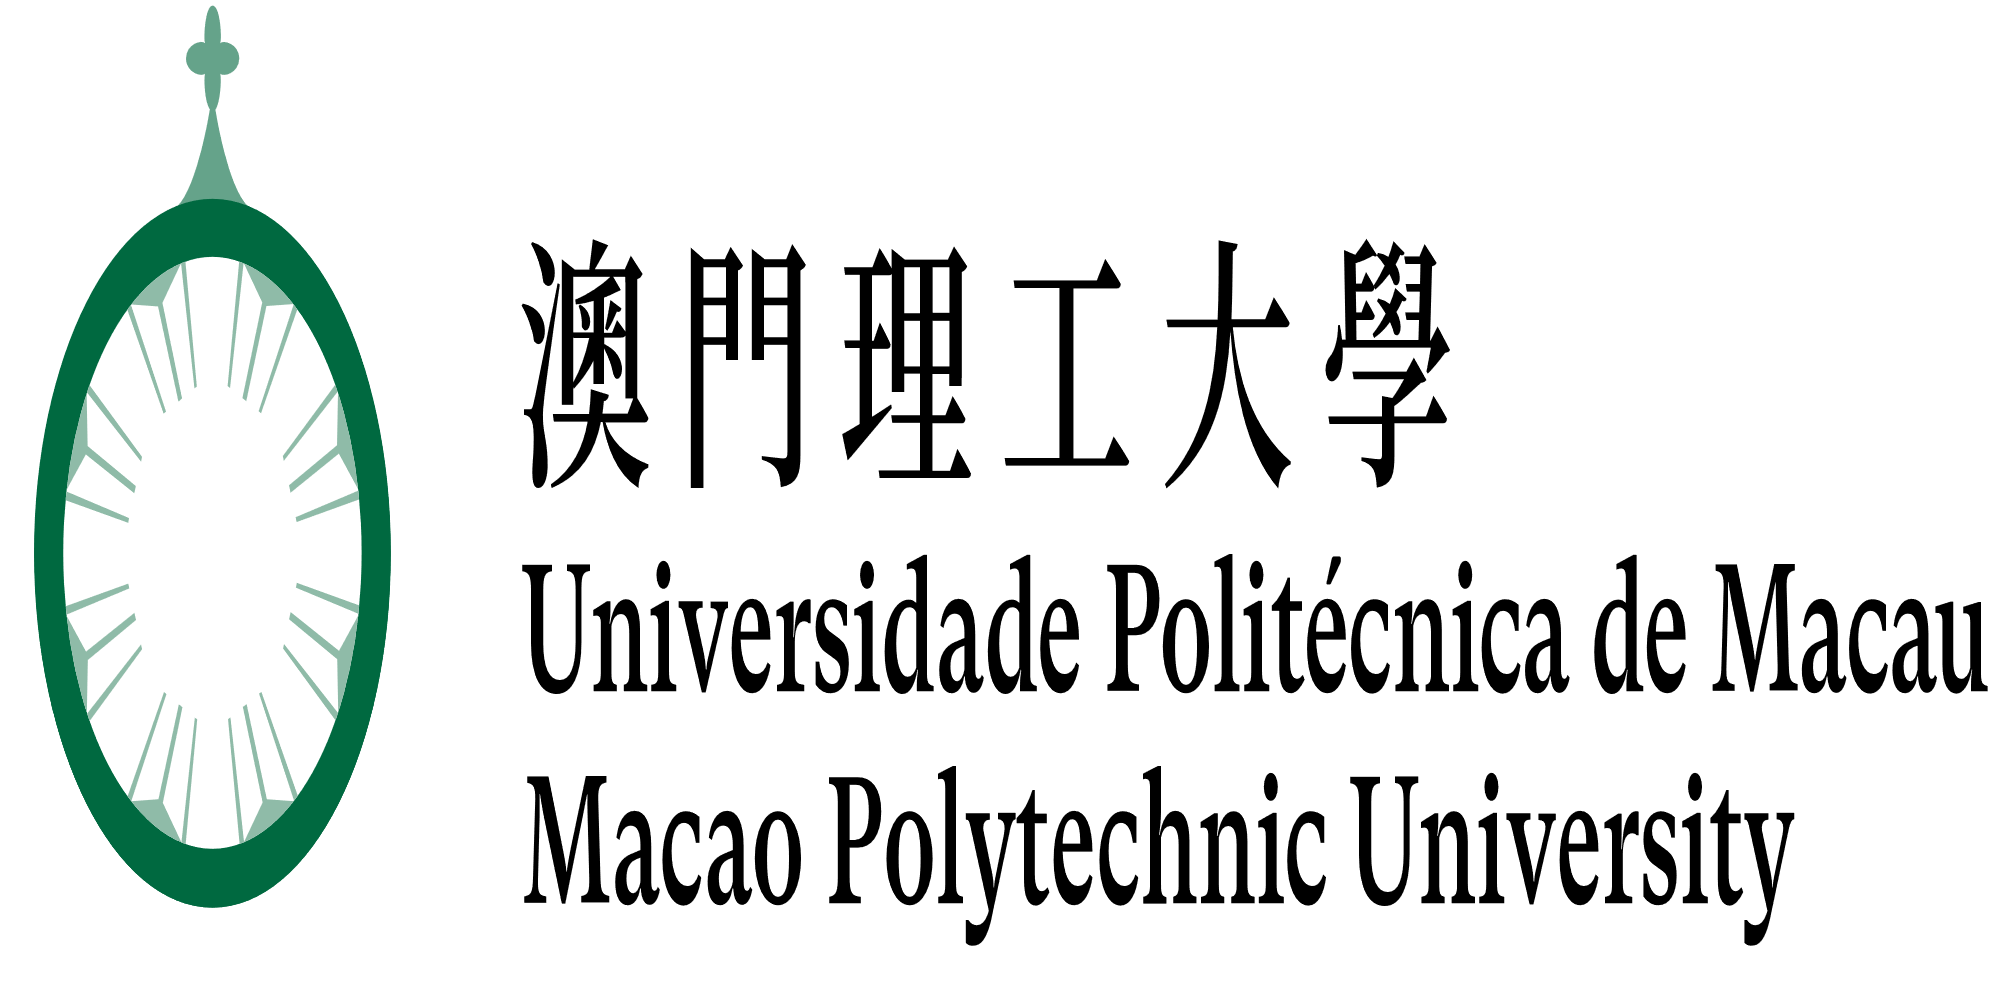 澳門理工大學
Universidade Politécnica de Macau
Macao Polytechnic University